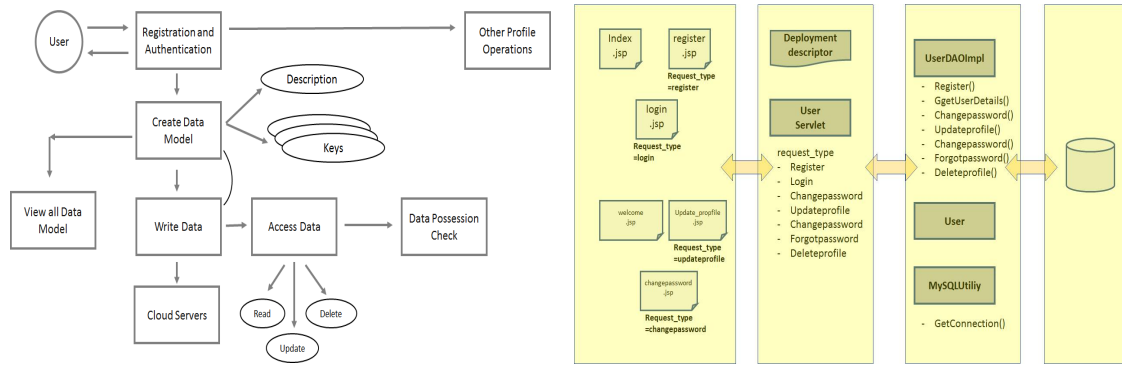 User
Registration and
Authentication
Other Profile
Operations
Description
Create Data
Model
Keys
View all Data
Model
Write Data
Access Data
Data Possession
Check
Cloud Servers
Read
Delete
Update
Index
.jsp
register
.jsp
Request_type
=register
login
.jsp
Request_type
=login
welcome
.jsp
Update_propfile
.jsp
Request_type
=updateprofile
changepassword
.jsp
Request_type
=changepassword
Deployment
descriptor
User
Servlet
request_type
- Register
- Login
- Changepassword
- Updateprofile
- Changepassword
- Forgotpassword
- Deleteprofile
UserDAOImpl
- Register()
- GgetUserDetails()
- Changepassword()
- Updateprofile()
- Changepassword()
- Forgotpassword()
- Deleteprofile()
User
MySQLUtiliy
- GetConnection()